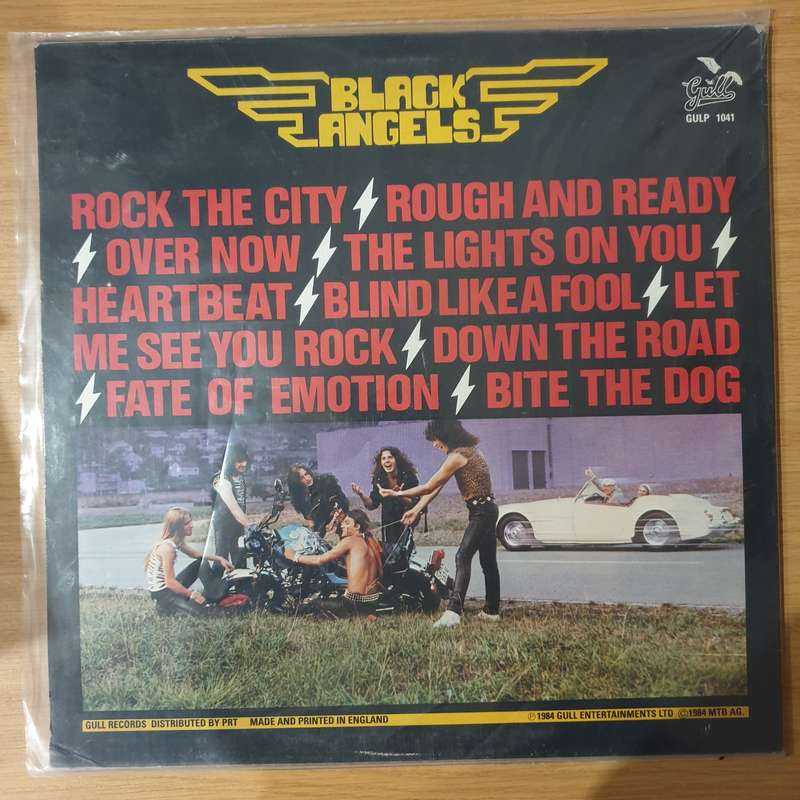 BLACK
ANGELS
Gull
GULP 1041
ROCK THE CITY ROUGH AND READY
OVER NOW THE LIGHTS ON YOU
HEARTBEAT BLIND LIKE A FOOL LET
ME SEE YOU ROCK DOWN THE ROAD
FATE OF EMOTION BITE THE DOG
GULL RECORDS DISTRIBUTED BY PRT MADE AND PRINTED IN ENGLAND ℗1984 GULL ENTERTAINMENTS LTD ©1984 MTB AG.